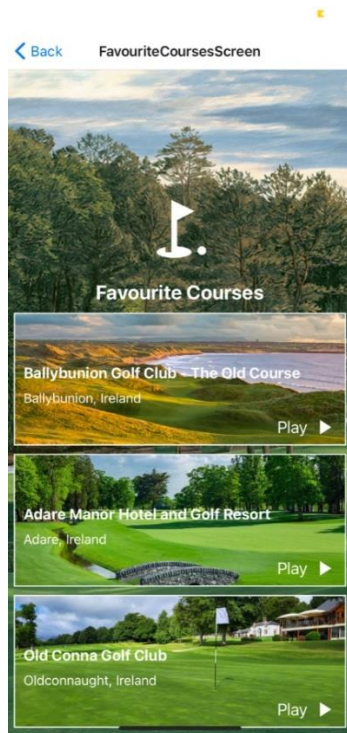 Back FavouriteCoursesScreen
Favourite Courses
Ballybunion Golf Club - The Old Course
Ballybunion, Ireland
Play
Adare Manor Hotel and Golf Resort
Adare, Ireland
Play
Old Conna Golf Club
Oldconnaught, Ireland
Play